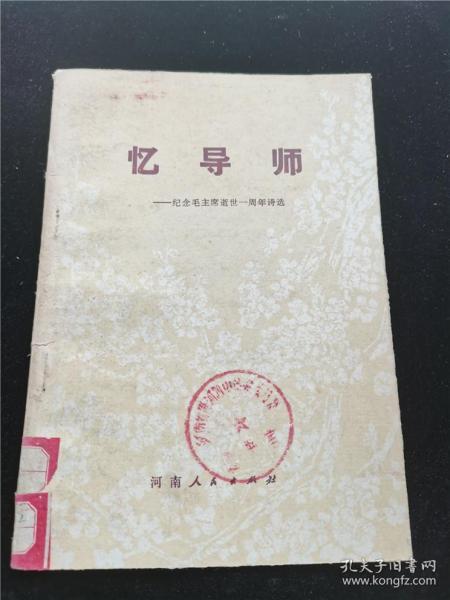 忆导师
——纪念毛主席逝世一周年诗选
河南人民出版社
2
孔夫子旧书网
www.kongfz.com